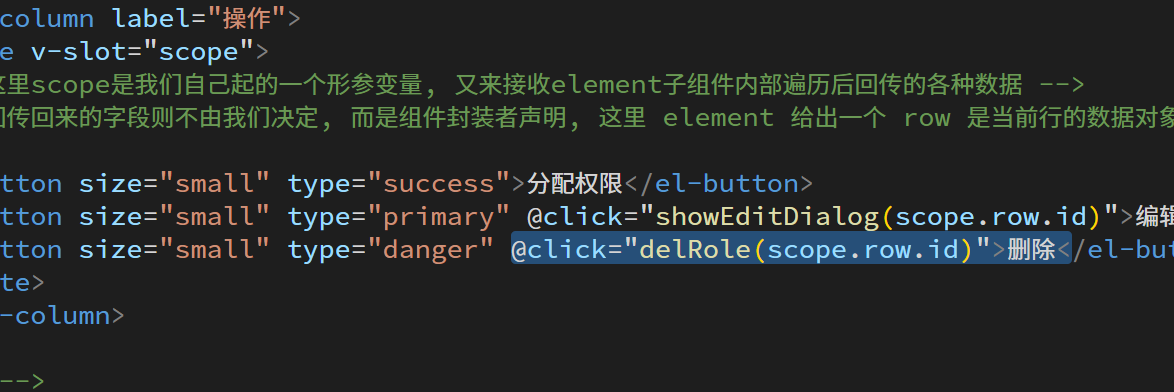 column label="操作">
e v-slot="scope">
这里scope是我们自己起的一个形参变量, 又来接收element子组件内部遍历后回传的各种数据 -->
回传回来的字段则不由我们决定, 而是组件封装者声明, 这里 element 给出一个 row 是当前行的数据对象
tton size="small" type="success">分配权限</el-button>
tton size="small" type="primary" @click="showEditDialog(scope.row.id)">编辑
tton size="small" type="danger" @click="delRole(scope.row.id)">删除</el-butt
te>
-column>
-->